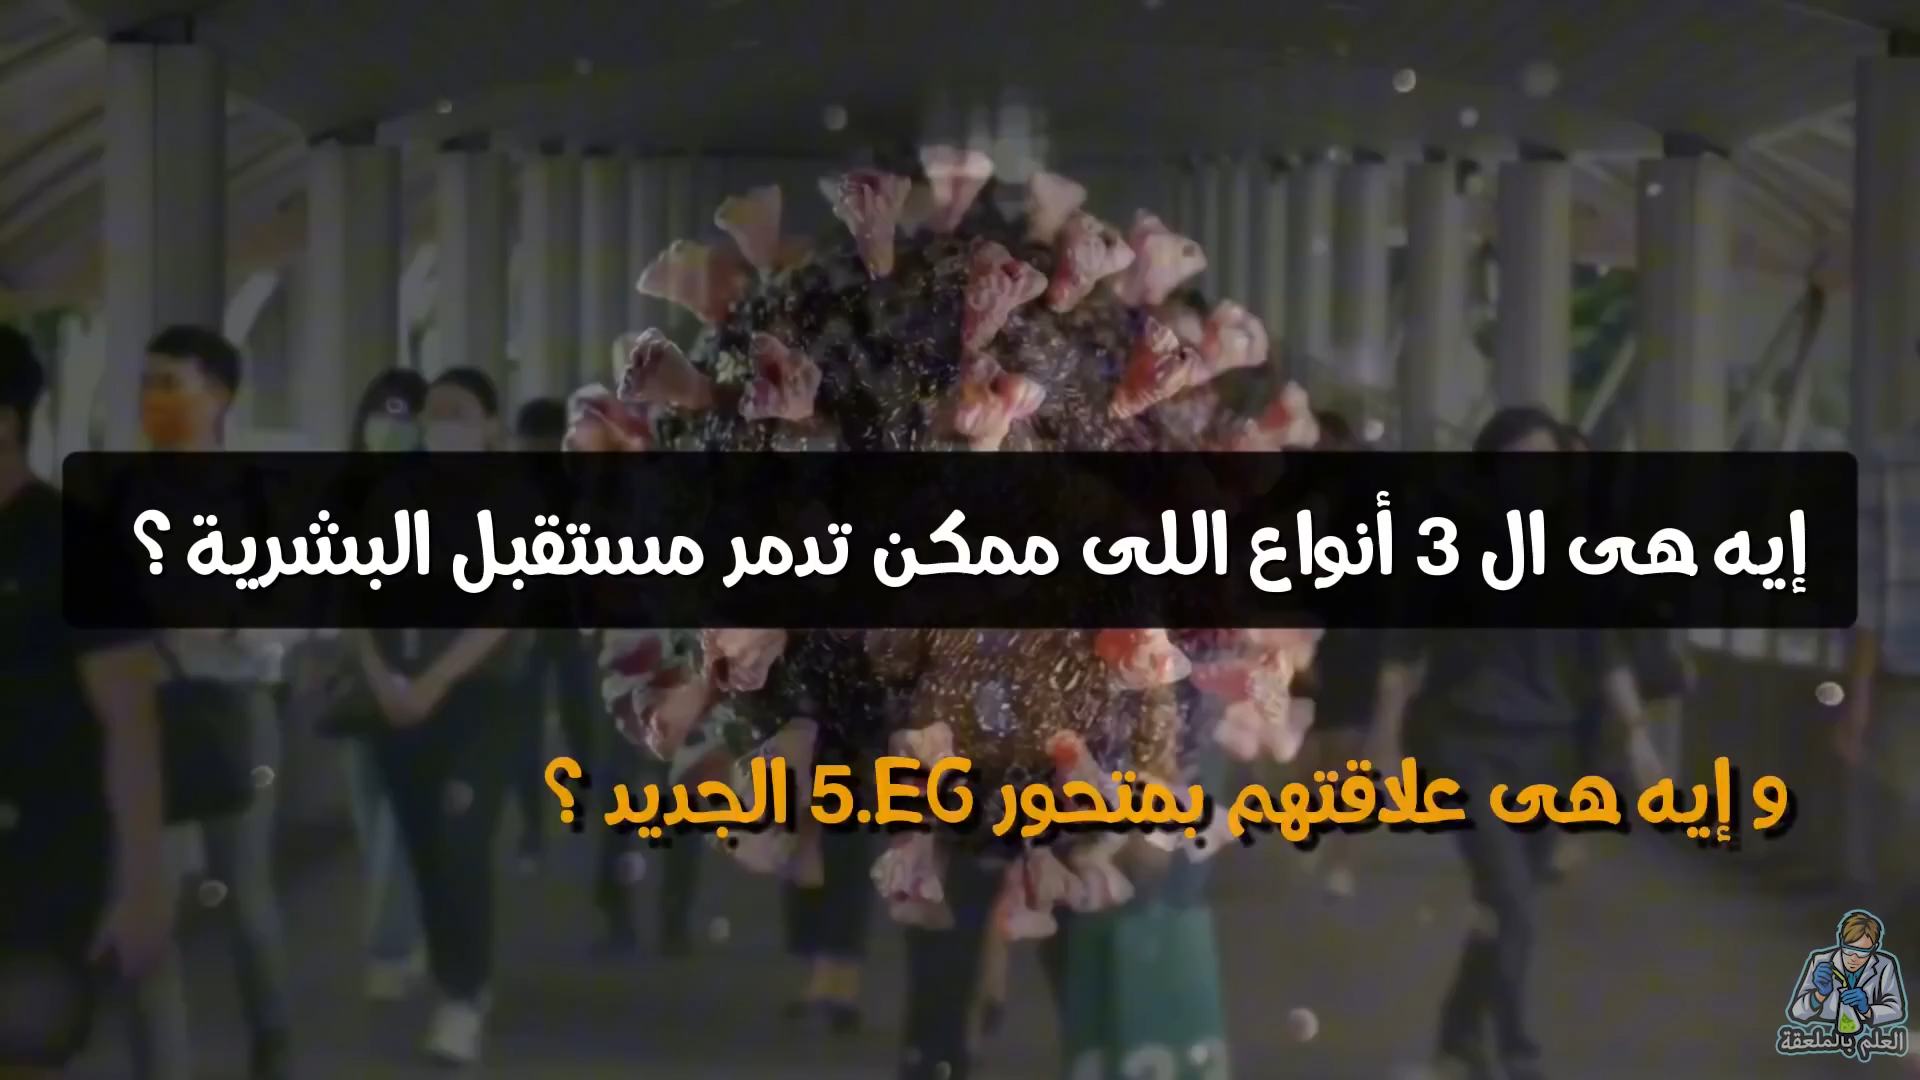 إيه هى ال 3 أنواع اللى ممكن تدمر مستقبل البشرية ؟
و إيه هى علاقتهم بمتحور 5.EG الجديد ؟
العلم بالملعقة